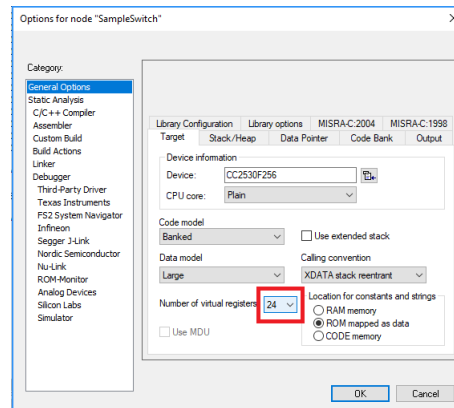 Options for node "SampleSwitch"
Category:
General Options
Static Analysis
C/C++ Compiler
Assembler
Custom Build
Build Actions
Linker
Debugger
Third-Party Driver
Texas Instruments
FS2 System Navigator
Infineon
Segger J-Link
Nordic Semiconductor
Nu-Link
ROM-Monitor
Analog Devices
Silicon Labs
Simulator
Library Configuration Library options MISRA-C:2004 MISRA-C:1998
Target Stack/Heap Data Pointer Code Bank Output
Device information
Device: CC2530F256
CPU core: Plain
Code model
Banked Use extended stack
Data model Calling convention
Large XDATA stack reentrant
Number of virtual registers 24 Location for constants and strings
RAM memory
Use MDU ROM mapped as data
CODE memory
OK Cancel